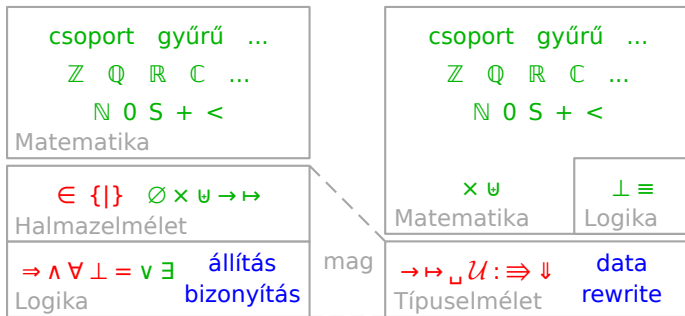 csoport gyűrű ...
ℤ ℚ ℝ ℂ ...
ℕ 0 S + <
Matematika
∈ {|} ∅ × ⊎ → ↦
Halmazelmélet
⇒ ∧ ∀ ⊥ = ∨ ∃ állítás
bizonyítás
Logika
mag
csoport gyűrű ...
ℤ ℚ ℝ ℂ ...
ℕ 0 S + <
× ⊎
Matematika
⊥ ≡
Logika
→ ↦ ␣ 𝒰 : ⇛ ⇓ data
rewrite
Típuselmélet